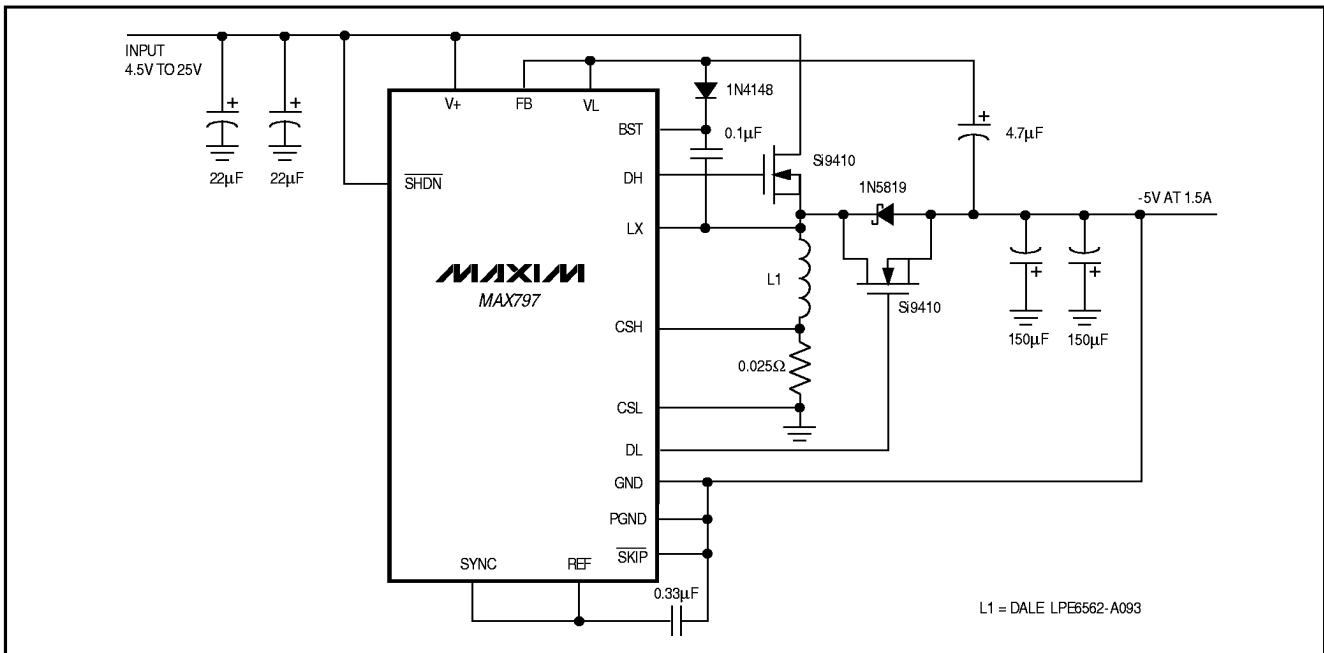 INPUT
4.5V TO 25V
+
+
22µF
22µF
V+
FB
VL
1N4148
BST
0.1µF
+
4.7µF
SHDN
DH
Si9410
1N5819
-5V AT 1.5A
LX
MAXIM
MAX797
L1
Si9410
+
+
150µF
150µF
CSH
0.025Ω
CSL
DL
GND
PGND
SKIP
SYNC
REF
0.33µF
L1 = DALE LPE6562-A093